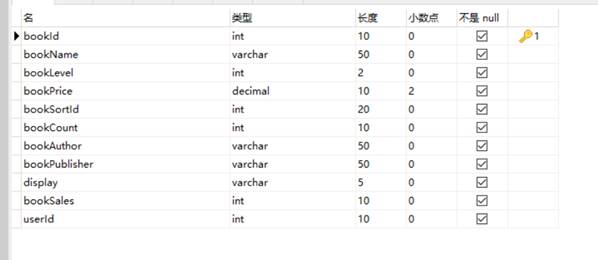 名 类型 长度 小数点 不是 null
bookId int 10 0 1
bookName varchar 50 0
bookLevel int 2 0
bookPrice decimal 10 2
bookSortId int 20 0
bookCount int 10 0
bookAuthor varchar 50 0
bookPublisher varchar 50 0
display varchar 5 0
bookSales int 10 0
userId int 10 0